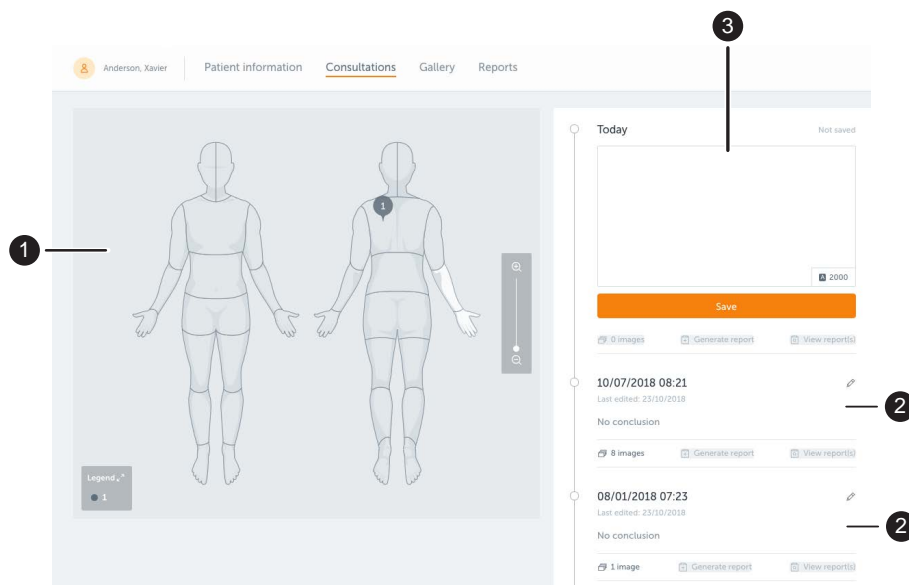 3
Anderson, Xavier Patient information Consultations Gallery Reports
Today Not saved
1
1
2000
Save
0 images Generate report View report(s)
10/07/2018 08:21
Last edited: 23/10/2018
2
No conclusion
8 images Generate report View report(s)
Legend
1
08/01/2018 07:23
Last edited: 23/10/2018
2
No conclusion
1 image Generate report View report(s)